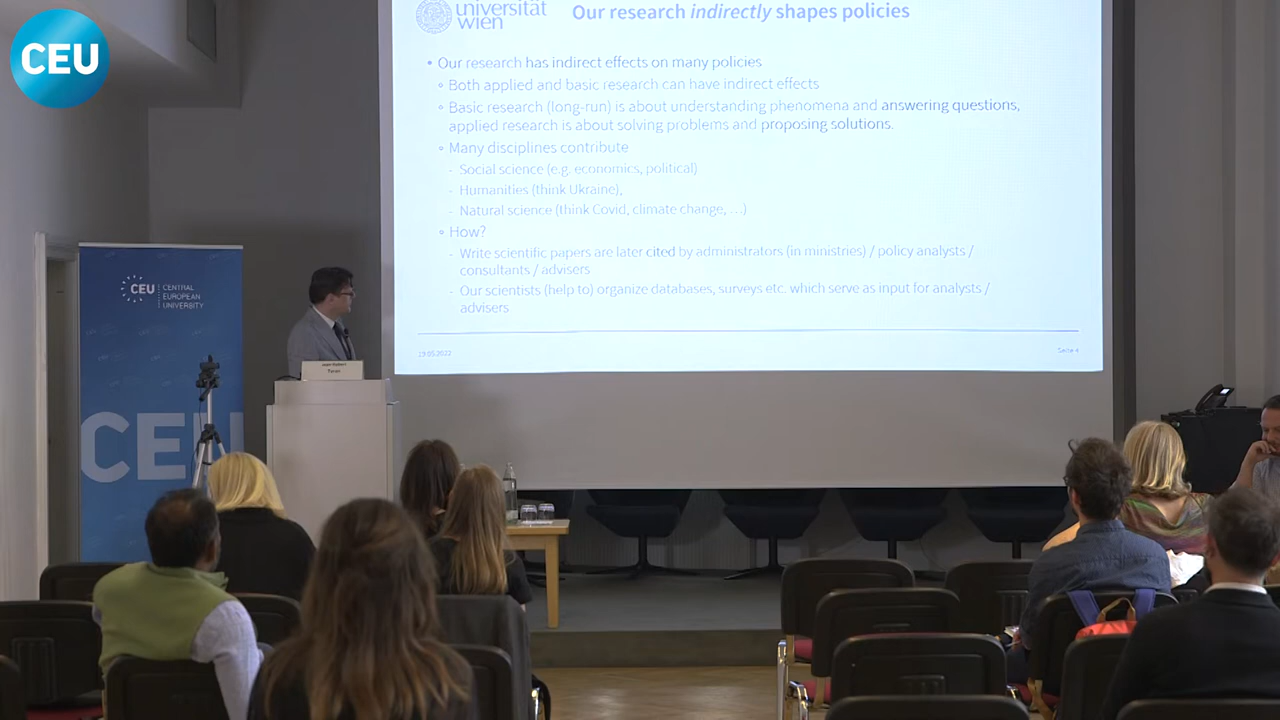 CEU
universität
wien
Our research indirectly shapes policies
• Our research has indirect effects on many policies
Both applied and basic research can have indirect effects
Basic research (long-run) is about understanding phenomena and answering questions,
applied research is about solving problems and proposing solutions.
Many disciplines contribute
- Social science (e.g. economics, political)
- Humanities (think Ukraine),
- Natural science (think Covid, climate change, …)
How?
- Write scientific papers are later cited by administrators (in ministries) / policy analysts /
consultants / advisers
- Our scientists (help to) organize databases, surveys etc. which serve as input for analysts /
advisers
Seite 4
CEU
CENTRAL
EUROPEAN
UNIVERSITY
CEU